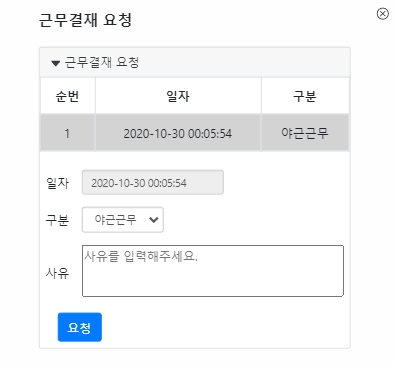 근무결재 요청
근무결재 요청
순번 일자 구분
1 2020-10-30 00:05:54 야근근무
일자 2020-10-30 00:05:54
구분 야근근무
사유 사유를 입력해주세요.
요청